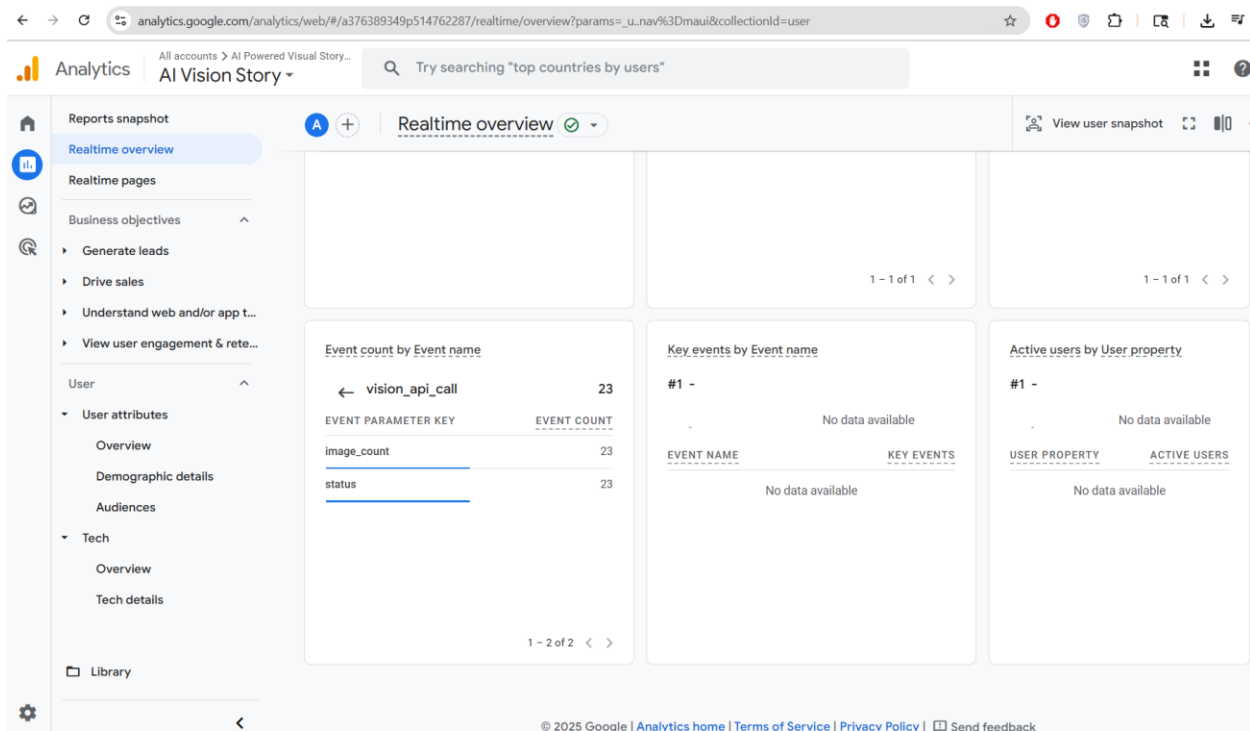 analytics.google.com/analytics/web/#/a376389349p514762287/realtime/overview?params=_u..nav%3Dmaui&collectionId=user
Analytics
All accounts > AI Powered Visual Story...
AI Vision Story
Try searching "top countries by users"
Reports snapshot
Realtime overview
Realtime pages
Business objectives
Generate leads
Drive sales
Understand web and/or app t...
View user engagement & rete...
User
User attributes
Overview
Demographic details
Audiences
Tech
Overview
Tech details
Library
A
Realtime overview
View user snapshot
1 – 1 of 1
1 – 1 of 1
Event count by Event name
vision_api_call 23
EVENT PARAMETER KEY EVENT COUNT
image_count 23
status 23
1 – 2 of 2
Key events by Event name
#1 -
No data available
-
EVENT NAME KEY EVENTS
No data available
Active users by User property
#1 -
No data available
-
USER PROPERTY ACTIVE USERS
No data available
© 2025 Google | Analytics home | Terms of Service | Privacy Policy | Send feedback